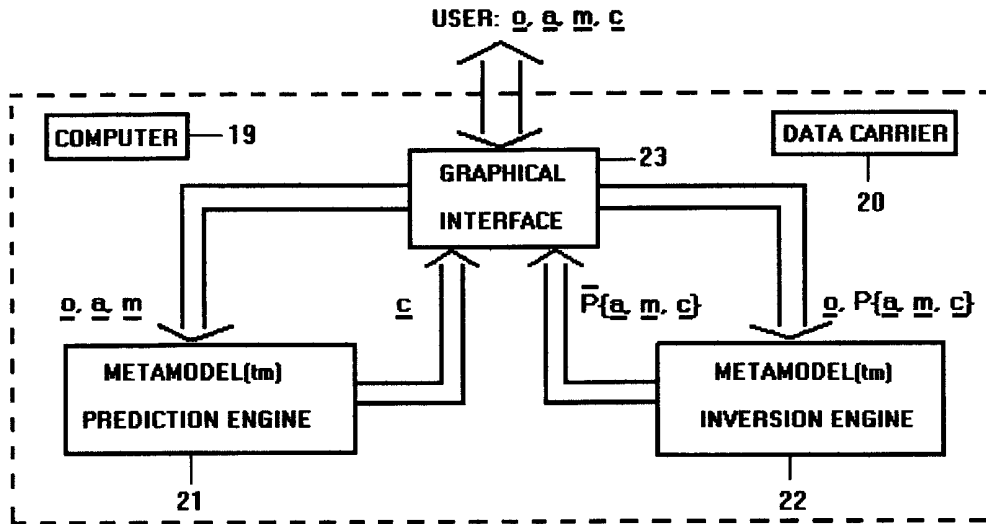 USER: o, a, m, c
COMPUTER
19
DATA CARRIER
20
23
GRAPHICAL
INTERFACE
o, a, m
c
P̅{a, m, c}
o, P{a, m, c}
METAMODEL(tm)
PREDICTION ENGINE
METAMODEL(tm)
INVERSION ENGINE
21
22